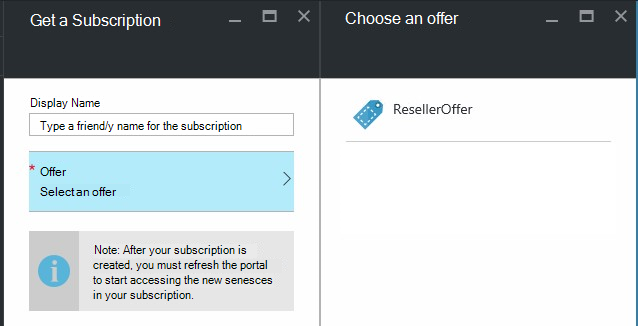 Get a Subscription
Choose an offer
Display Name
Type a friend/y name for the subscription
* Offer
Select an offer
Note: After your subscription is
created, you must refresh the portal
to start accessing the new senesces
in your subscription.
ResellerOffer